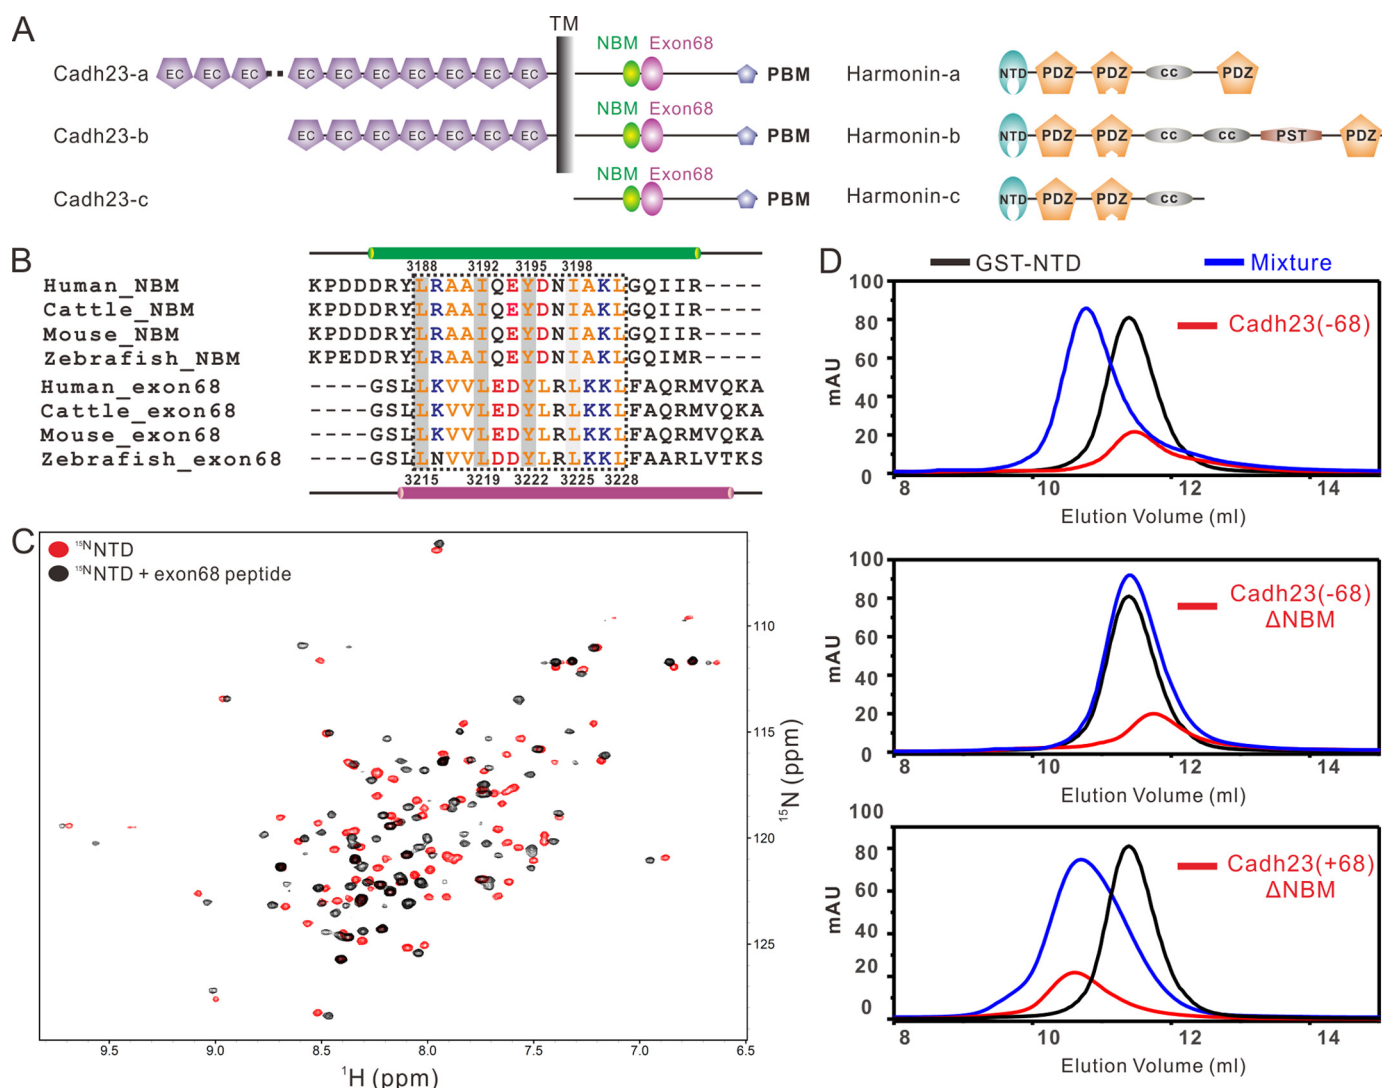 A
TM
NBM Exon68
Cadh23-a EC EC EC EC EC EC EC EC EC EC PBM
NBM Exon68
Cadh23-b EC EC EC EC EC EC EC PBM
NBM Exon68
Cadh23-c PBM
Harmonin-a NTD PDZ PDZ CC PDZ
Harmonin-b NTD PDZ PDZ CC CC PST PDZ
Harmonin-c NTD PDZ PDZ CC
B
3188 3192 3195 3198
Human_NBM KPDDDRYLRAAIQEYDNIAKLGQIIR----
Cattle_NBM KPDDDRYLRAAIQEYDNIAKLGQIIR----
Mouse_NBM KPDDDRYLRAAIQEYDNIAKLGQIIR----
Zebrafish_NBM KPEDDRYLRAAIQEYDNIAKLGQIMR----
Human_exon68 ----GSLLKVVLEDYLRLKKLFAQRMVQKA
Cattle_exon68 ----GSLLKVVLEDYLRLKKLFAQRMVQKA
Mouse_exon68 ----GSLLKVVLEDYLRLKKLFAQRMVQKA
Zebrafish_exon68 ----GSLLNVVLDDYLRLKKLFAARLVTKS
3215 3219 3222 3225 3228
C
15NNTD
15NNTD + exon68 peptide
110
115
120
125
15N (ppm)
9.5 9.0 8.5 8.0 7.5 7.0 6.5
1H (ppm)
D
GST-NTD Mixture
Cadh23(-68)
100
80
60
40
20
0
mAU
8 10 12 14
Elution Volume (ml)
Cadh23(-68)
ΔNBM
100
80
60
40
20
0
mAU
8 10 12 14
Elution Volume (ml)
Cadh23(+68)
ΔNBM
100
80
60
40
20
0
mAU
8 10 12 14
Elution Volume (ml)